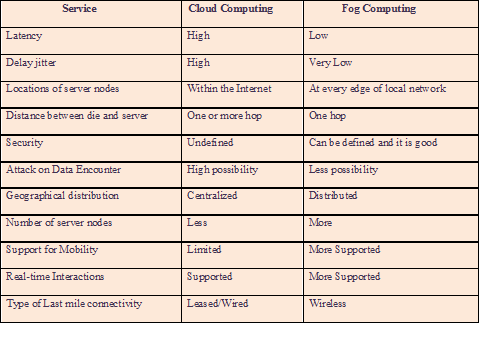 Service Cloud Computing Fog Computing
Latency High Low
Delay jitter High Very Low
Locations of server nodes Within the Internet At every edge of local network
Distance between die and server One or more hop One hop
Security Undefined Can be defined and it is good
Attack on Data Encounter High possibility Less possibility
Geographical distribution Centralized Distributed
Number of server nodes Less More
Support for Mobility Limited More Supported
Real-time Interactions Supported More Supported
Type of Last mile connectivity Leased/Wired Wireless